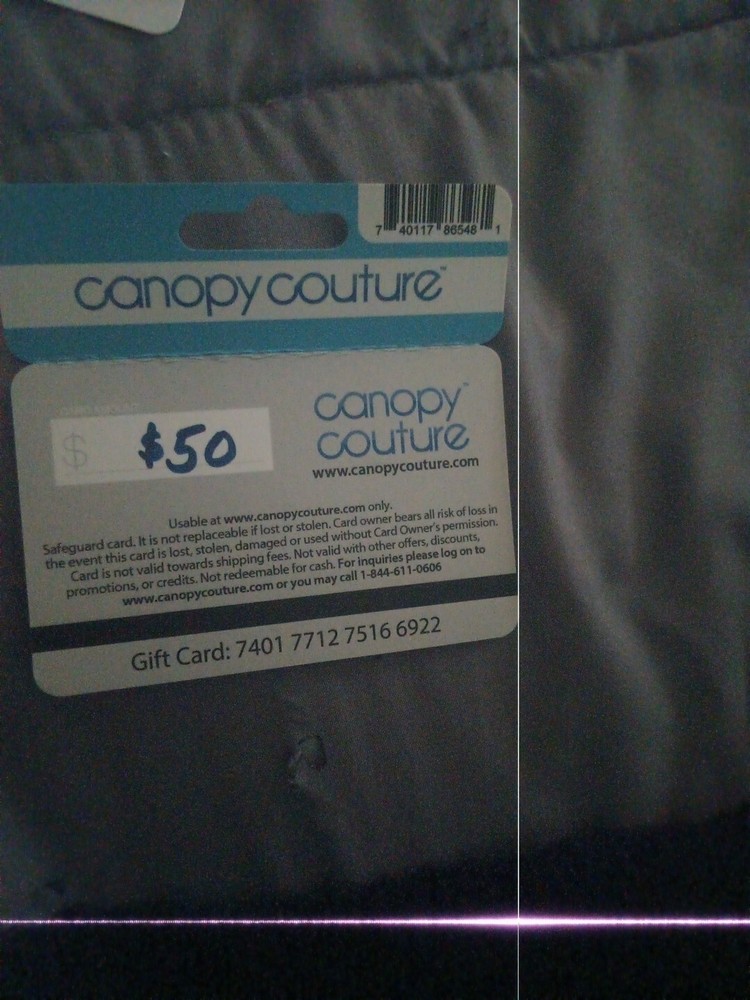 7 40117 86548 1
canopy couture™
$ $50
canopy™
couture
www.canopycouture.com
Usable at www.canopycouture.com only.
Safeguard card. It is not replaceable if lost or stolen. Card owner bears all risk of loss in
the event this card is lost, stolen, damaged or used without Card Owner's permission.
Card is not valid towards shipping fees. Not valid with other offers, discounts,
promotions, or credits. Not redeemable for cash. For inquiries please log on to
www.canopycouture.com or you may call 1-844-611-0606
Gift Card: 7401 7712 7516 6922